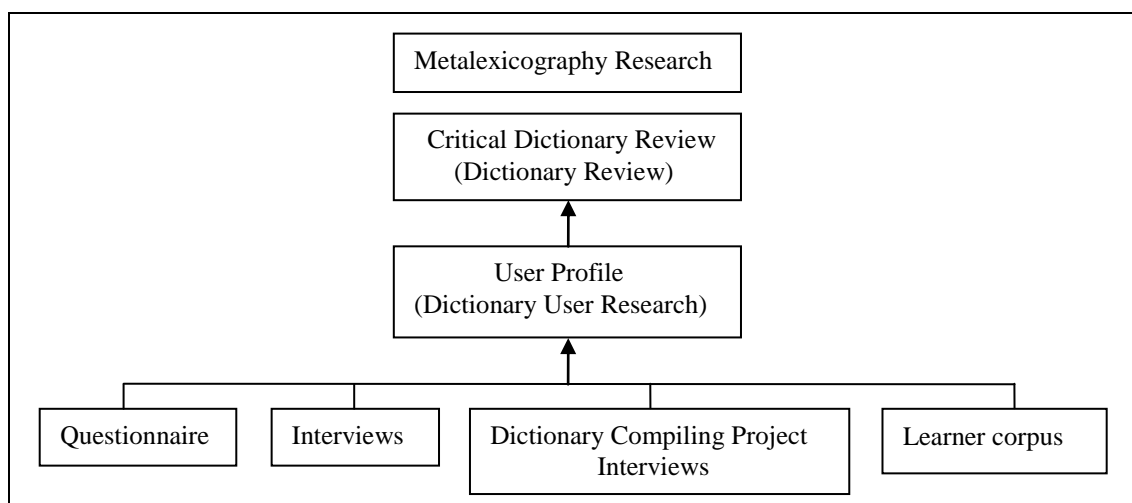 Metalexicography Research
Critical Dictionary Review
(Dictionary Review)
User Profile
(Dictionary User Research)
Questionnaire
Interviews
Dictionary Compiling Project
Interviews
Learner corpus